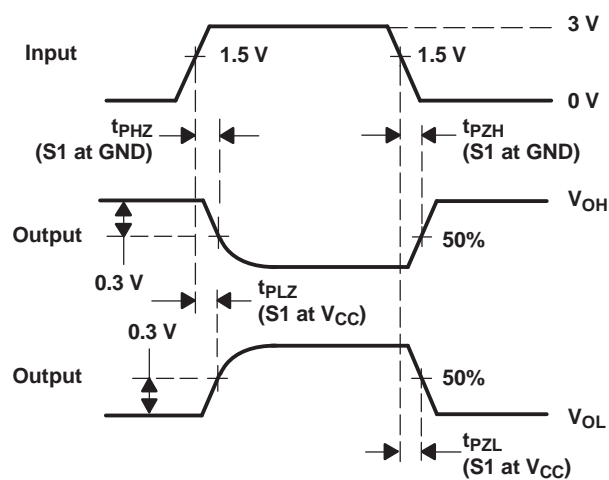 3 V
Input
1.5 V
1.5 V
0 V
tPHZ
(S1 at GND)
tPZH
(S1 at GND)
VOH
Output
50%
0.3 V
tPLZ
(S1 at VCC)
0.3 V
Output
50%
VOL
tPZL
(S1 at VCC)